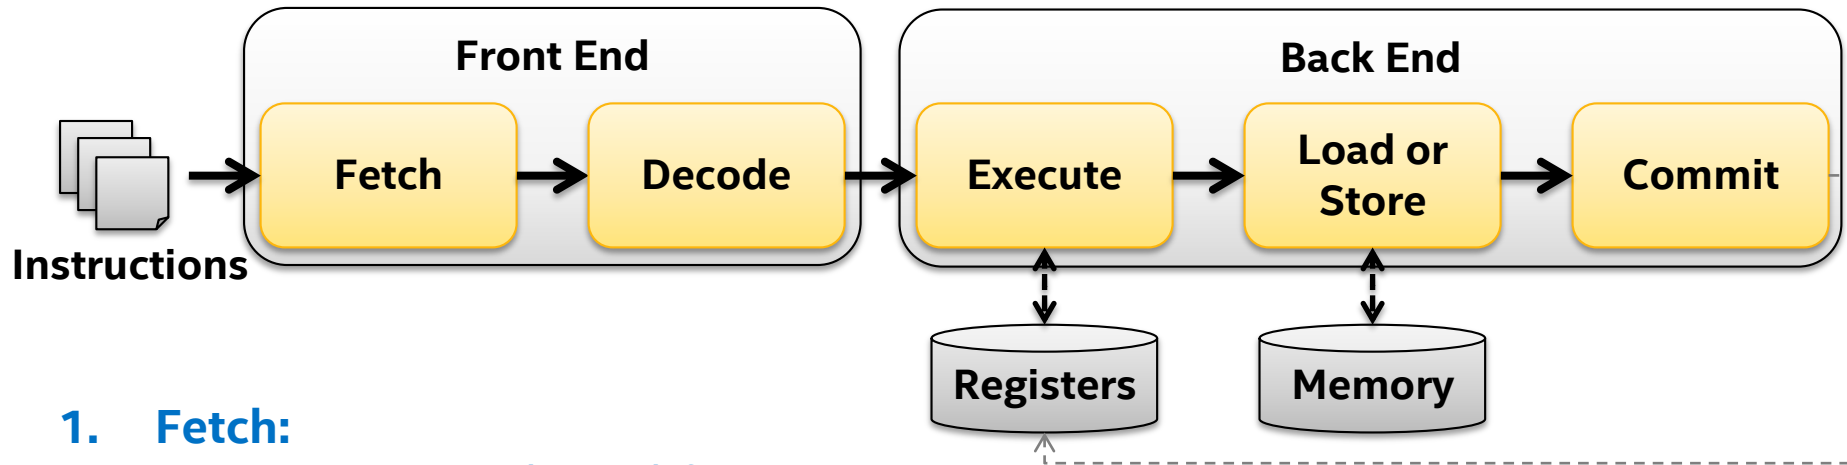 Front End
Back End
Fetch
Decode
Execute
Load or
Store
Commit
Instructions
Registers
Memory
1. Fetch: